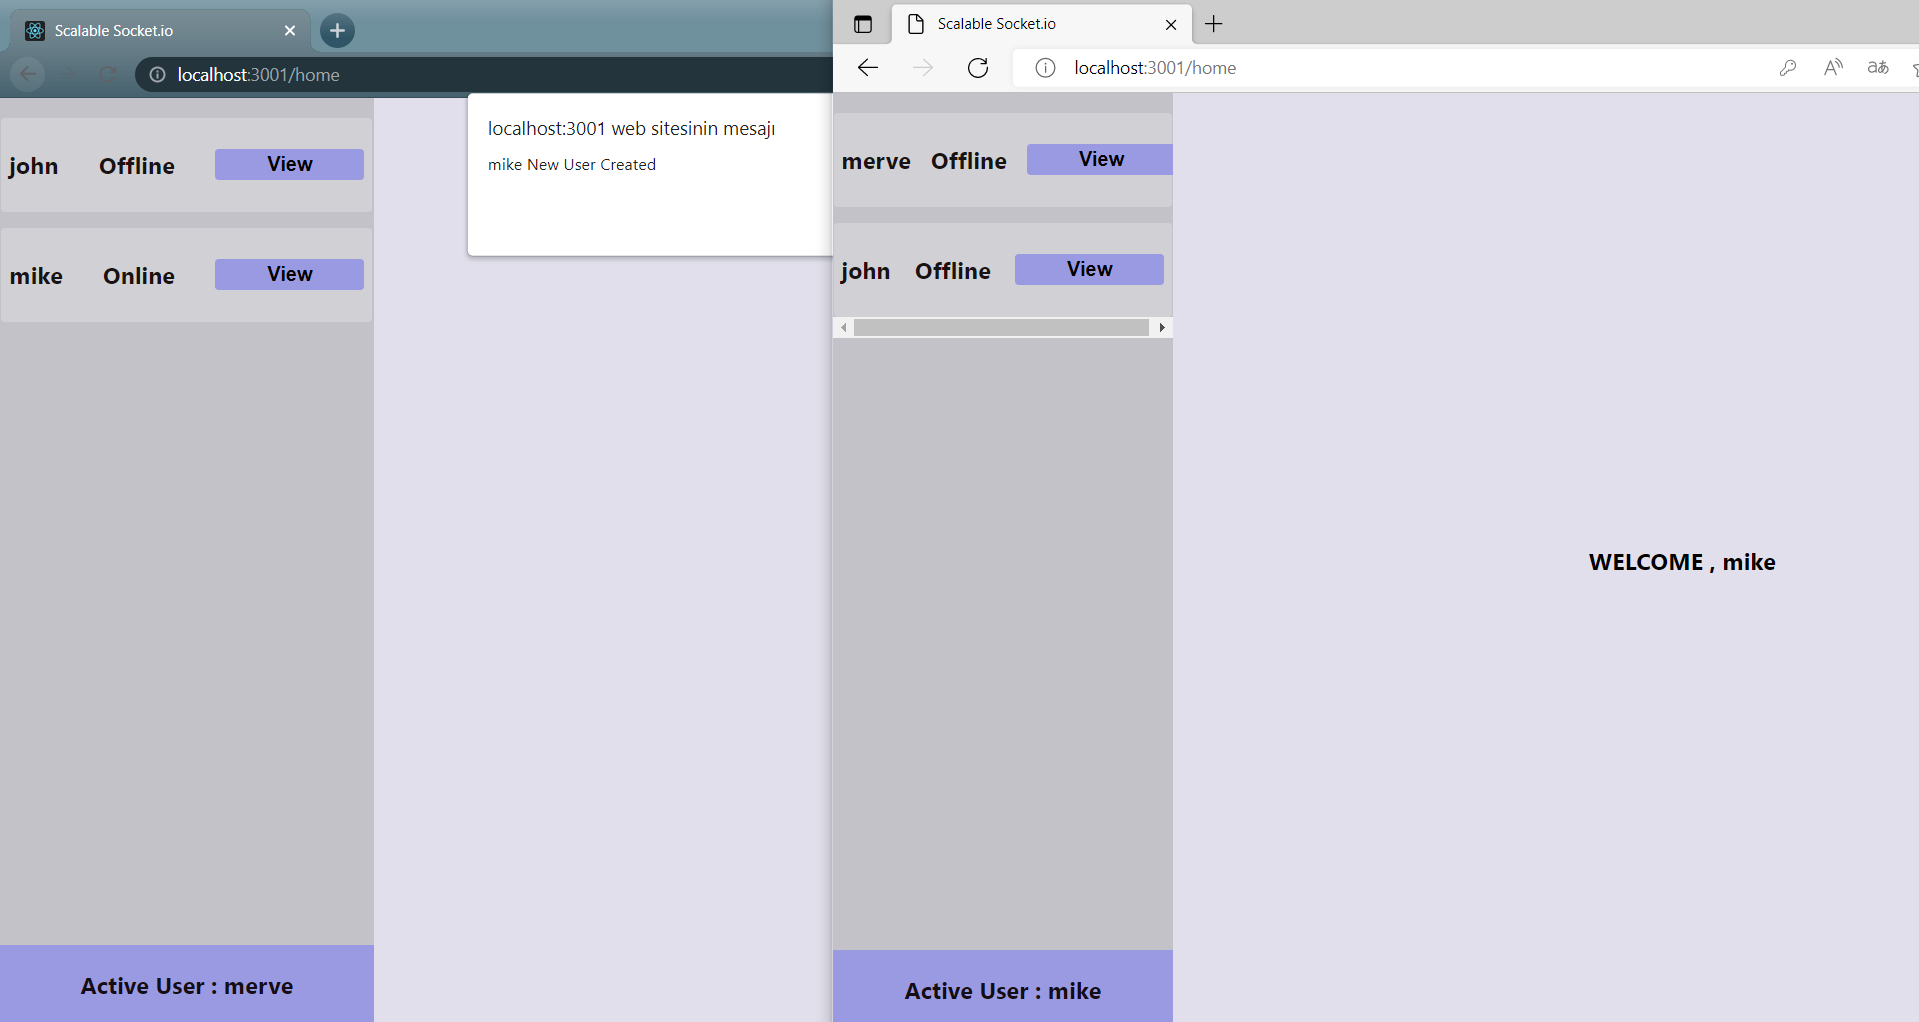 Scalable Socket.io
localhost:3001/home
john Offline View
mike Online View
localhost:3001 web sitesinin mesajı
mike New User Created
Active User : merve
Scalable Socket.io
localhost:3001/home
merve Offline View
john Offline View
WELCOME , mike
Active User : mike